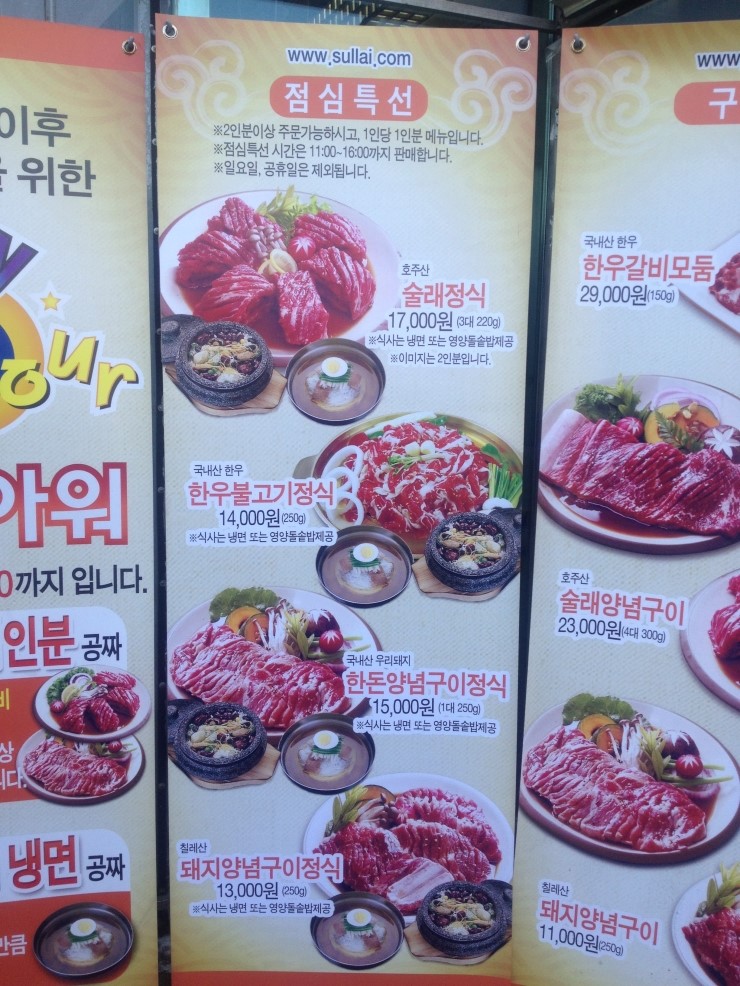 이후
위한
y
our
아워
0까지 입니다.
인분 공짜
비
상
니다
냉면 공짜
만큼
www.sullai.com
점심특선
※2인분이상 주문가능하시고, 1인당 1인분 메뉴입니다.
※점심특선 시간은 11:00~16:00까지 판매합니다.
※일요일, 공휴일은 제외됩니다.
호주산
술래정식
17,000원 (3대 220g)
※식사는 냉면 또는 영양돌솥밥제공
※이미지는 2인분입니다.
국내산 한우
한우불고기정식
14,000원 (250g)
※식사는 냉면 또는 영양돌솥밥제공
국내산 우리돼지
한돈양념구이정식
15,000원 (1대 250g)
※식사는 냉면 또는 영양돌솥밥제공
칠레산
돼지양념구이정식
13,000원 (250g)
※식사는 냉면 또는 영양돌솥밥제공
www
구
국내산 한우
한우갈비모둠
29,000원 (150g)
호주산
술래양념구이
23,000원 (4대 300g)
칠레산
돼지양념구이
11,000원 (250g)